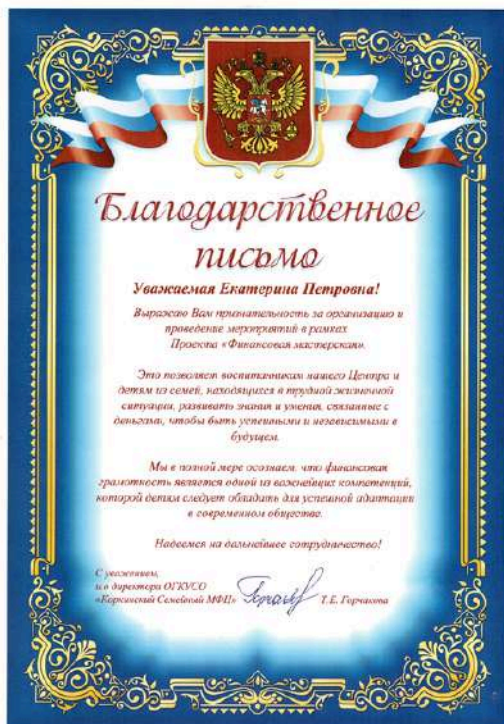 Благодарственное
письмо
Уважаемая Екатерина Петровна!
Выражаю Вам признательность за организацию и
проведение мероприятий в рамках
Проекта «Финансовая мастерская».
Это позволяет воспитанникам нашего Центра и
детям из семей, находящихся в трудной жизненной
ситуации, развивать знания и умения, связанные с
деньгами, чтобы быть успешными и независимыми в
будущем.
Мы в полной мере осознаем, что финансовая
грамотность является одной из важнейших компетенций,
которой детям следует обладать для успешной адаптации
в современном обществе.
Надеемся на дальнейшее сотрудничество!
С уважением,
и.о директора ОГКУСО
«Кореинский Семейный МФЦ» Т.Е. Горчакова